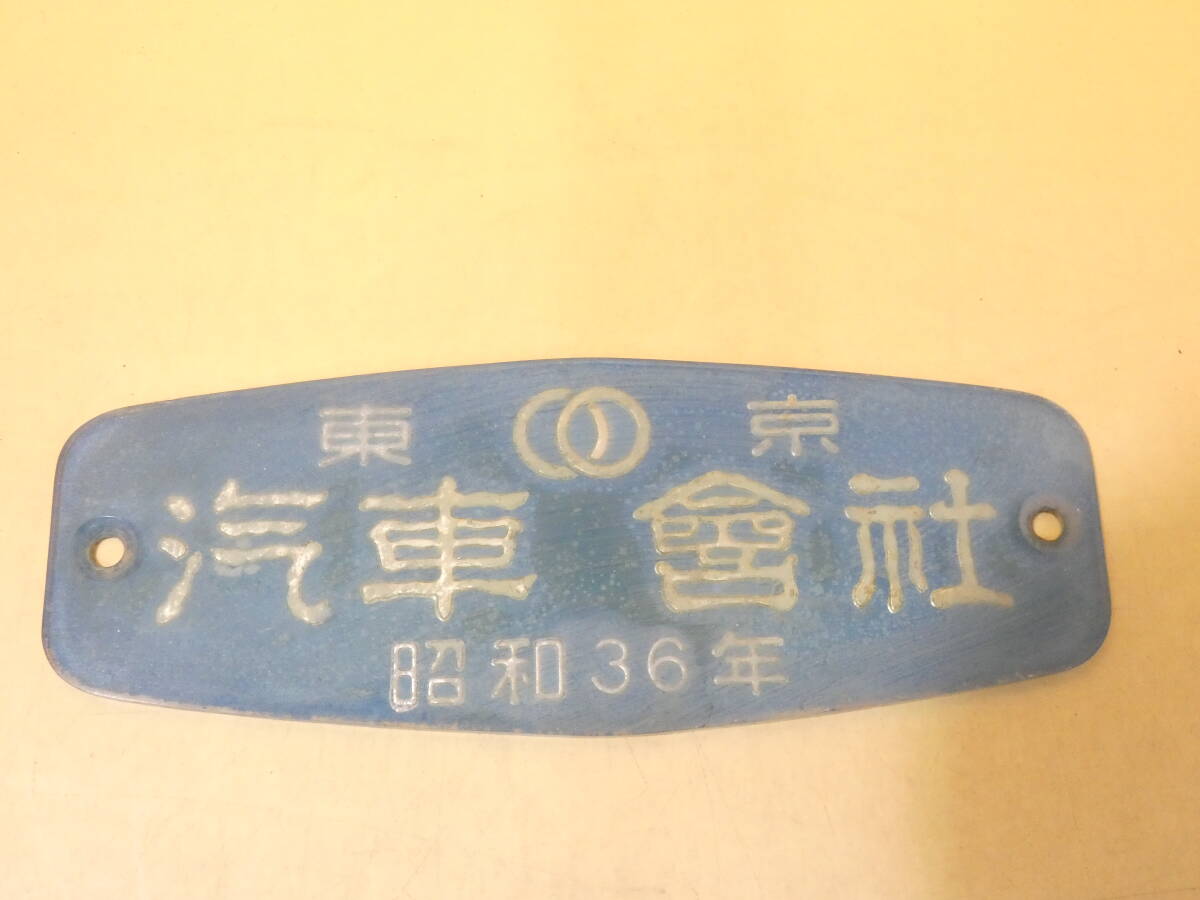 東 京
汽車會社
昭和36年